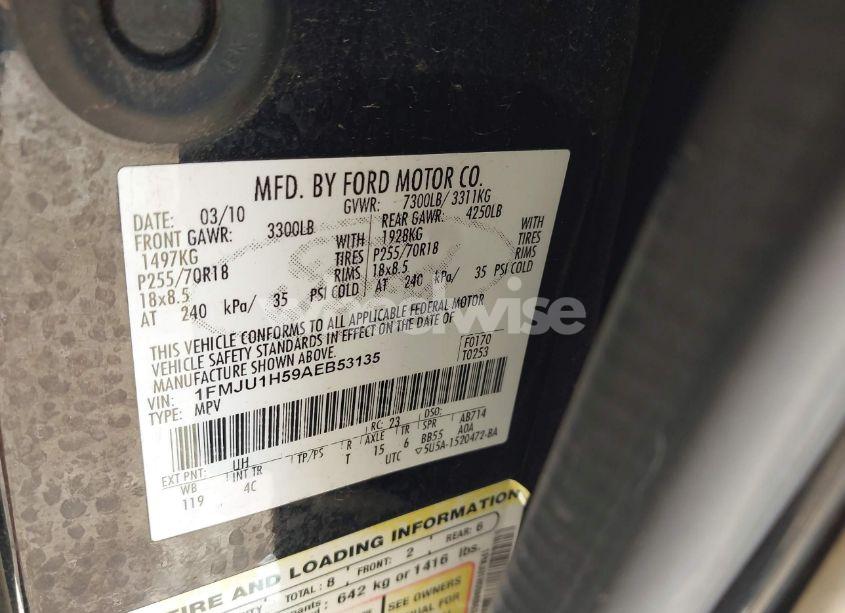 MFD. BY FORD MOTOR CO.
DATE: 03/10 GVWR: 7300LB/ 3311KG
FRONT GAWR: 3300LB REAR GAWR: 4250LB
1497KG WITH 1928KG WITH
P255/70R18 TIRES P255/70R18 TIRES
18x8.5 RIMS 18x8.5 RIMS
AT 240 kPa/ 35 PSI COLD AT 240 kPa/ 35 PSI COLD
THIS VEHICLE CONFORMS TO ALL APPLICABLE FEDERAL MOTOR
VEHICLE SAFETY STANDARDS IN EFFECT ON THE DATE OF
MANUFACTURE SHOWN ABOVE.
VIN: 1FMJU1H59AEB53135 F0170
TYPE: MPV T0253
EXT PNT: UH RC: 23 DSO:
WB INT TR TP/PS R AXLE TR SPR AB714
119 4C T 15 6 BB55 A0A
UTC ▽5U5A-1520472-BA
TIRE AND LOADING INFORMATION
TOTAL: 8 FRONT: 2 REAR: 6
642 kg or 1416 lbs.
SEE OWNERS